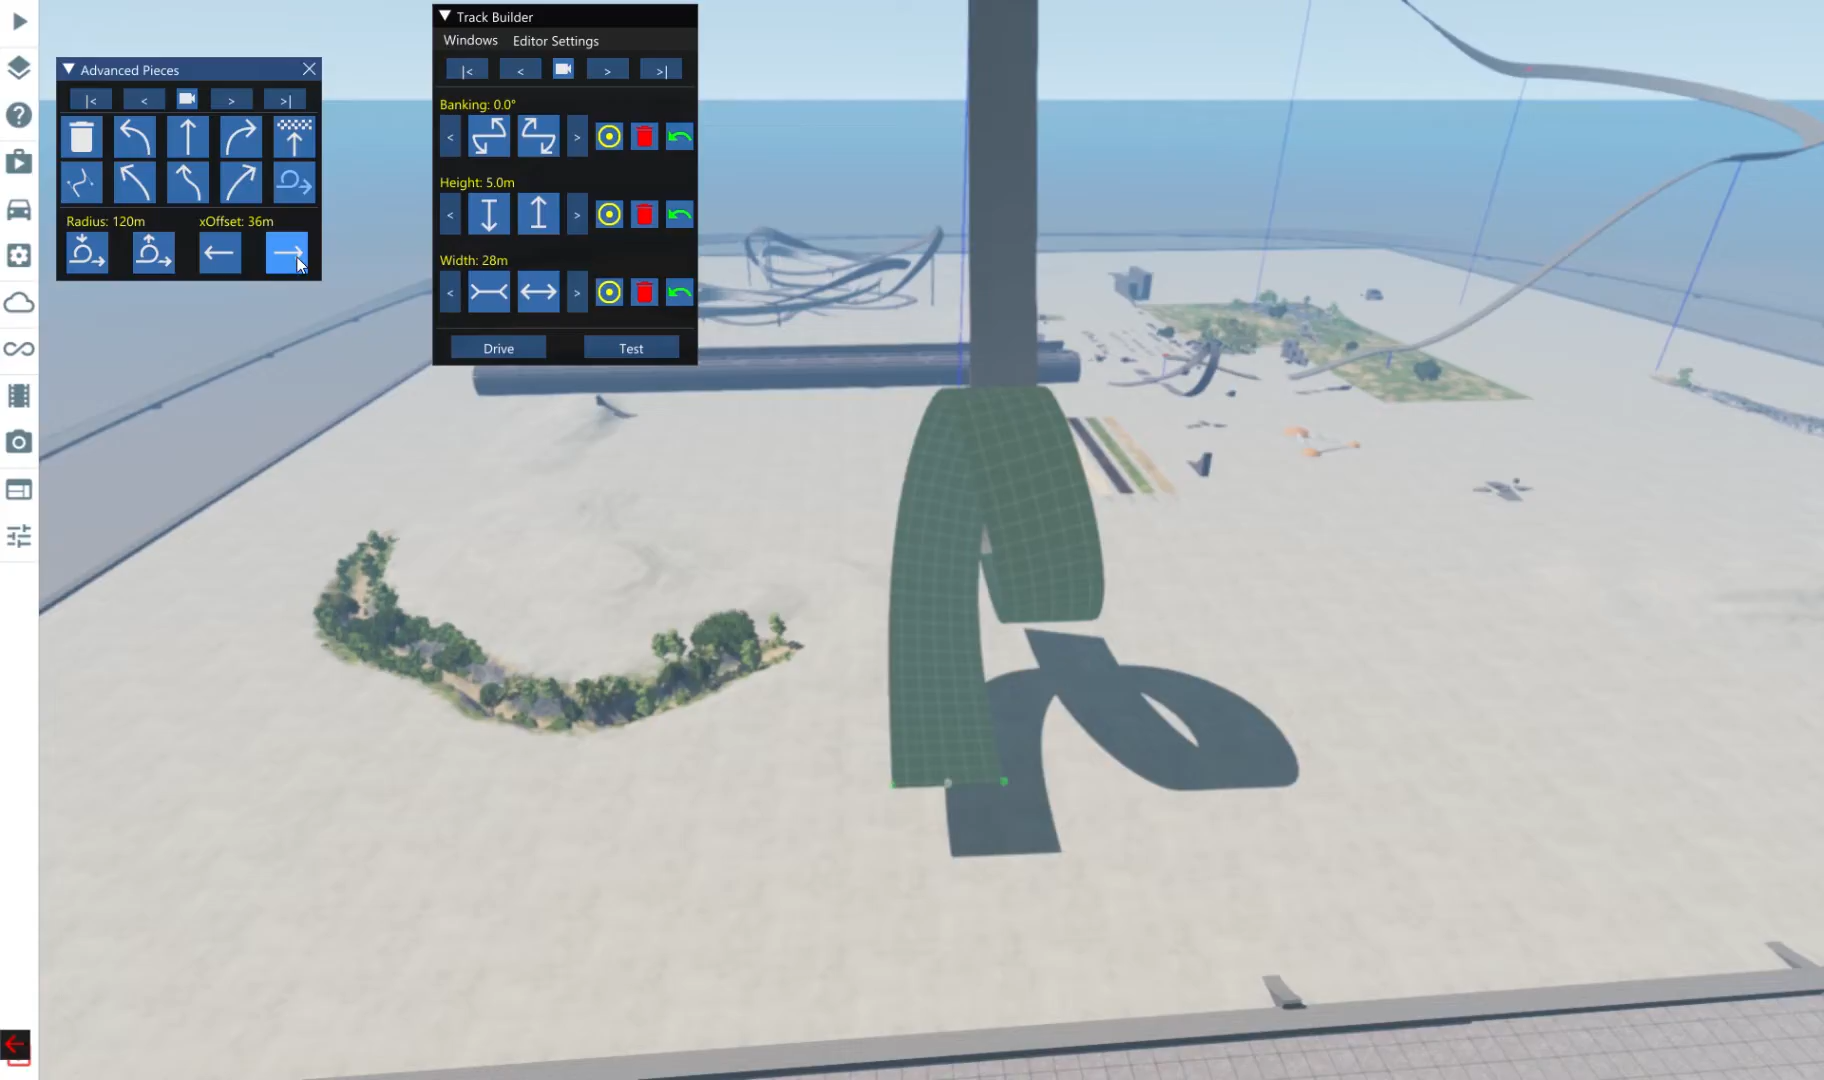 Track Builder
Windows Editor Settings
|< < > >|
Banking: 0.0°
< >
Height: 5.0m
< >
Width: 28m
< >
Drive Test
Advanced Pieces
|< < > >|
Radius: 120m xOffset: 36m